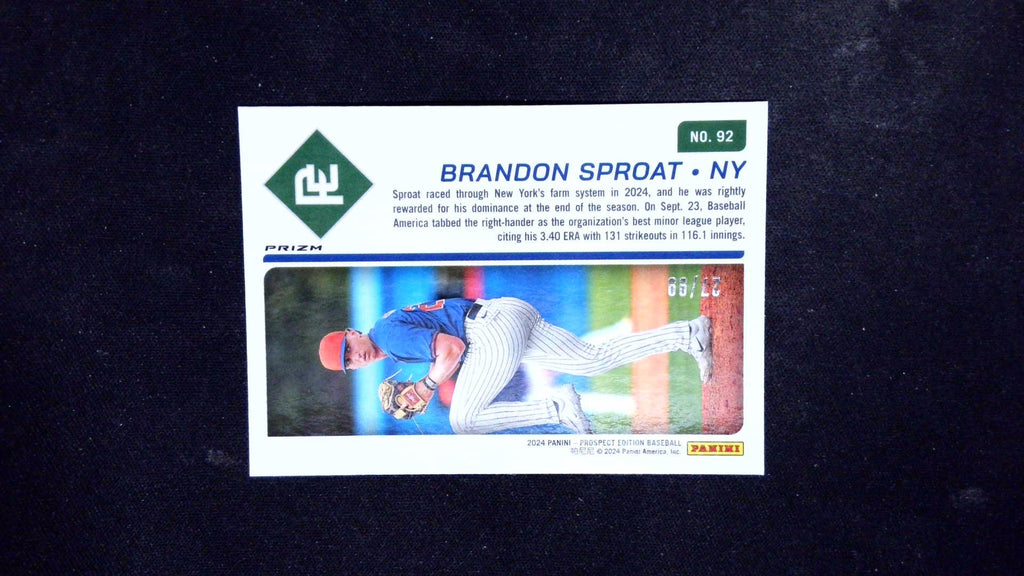 NO. 92
BRANDON SPROAT • NY
Sproat raced through New York's farm system in 2024, and he was rightly
rewarded for his dominance at the end of the season. On Sept. 23, Baseball
America tabbed the right-hander as the organization's best minor league player,
citing his 3.40 ERA with 131 strikeouts in 116.1 innings.
PE
PRIZM
2024 PANINI - PROSPECT EDITION BASEBALL
帕尼尼 © 2024 Panini America, Inc.
PANINI